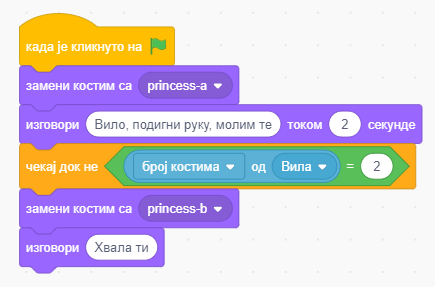 када је кликнуто на
замени костим са princess-a
изговори Вило, подигни руку, молим те током 2 секунде
чекај док не број костима од Вила = 2
замени костим са princess-b
изговори Хвала ти